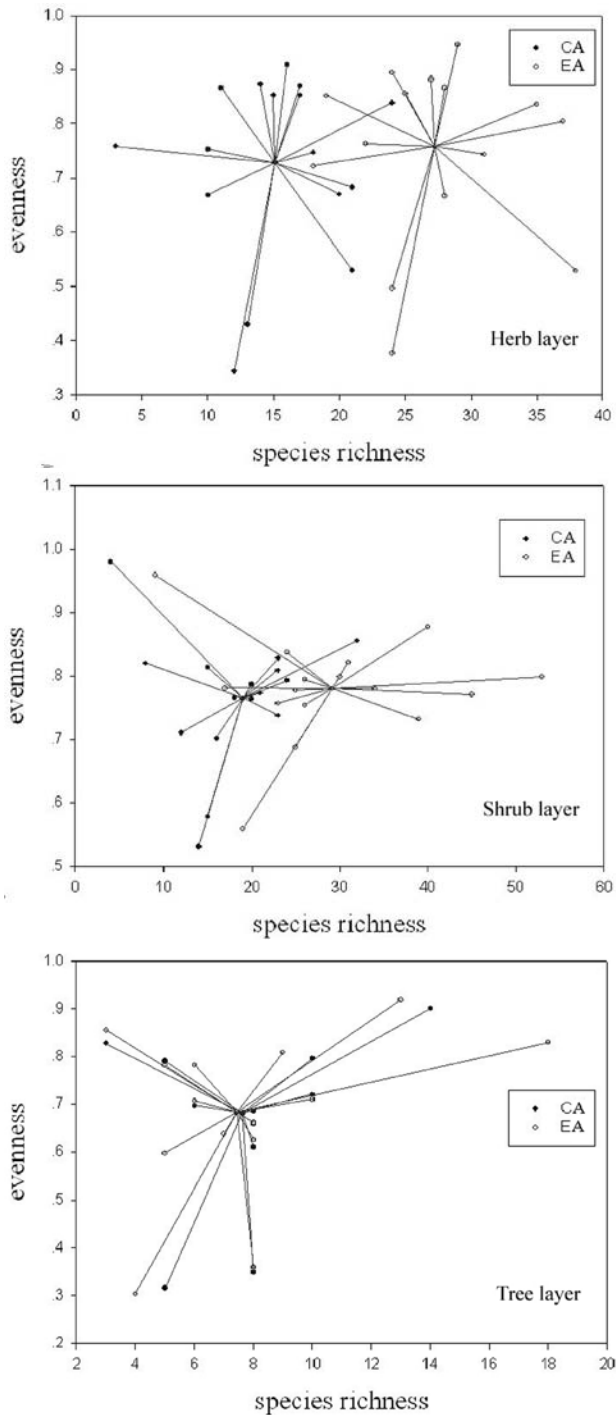 1.0
.9
.8
.7
.6
.5
.4
.3
evenness
CA
EA
Herb layer
0 5 10 15 20 25 30 35 40
species richness
1.1
1.0
.9
.8
.7
.6
.5
evenness
CA
EA
Shrub layer
0 10 20 30 40 50 60
species richness
1.0
.9
.8
.7
.6
.5
.4
.3
.2
evenness
CA
EA
Tree layer
2 4 6 8 10 12 14 16 18 20
species richness